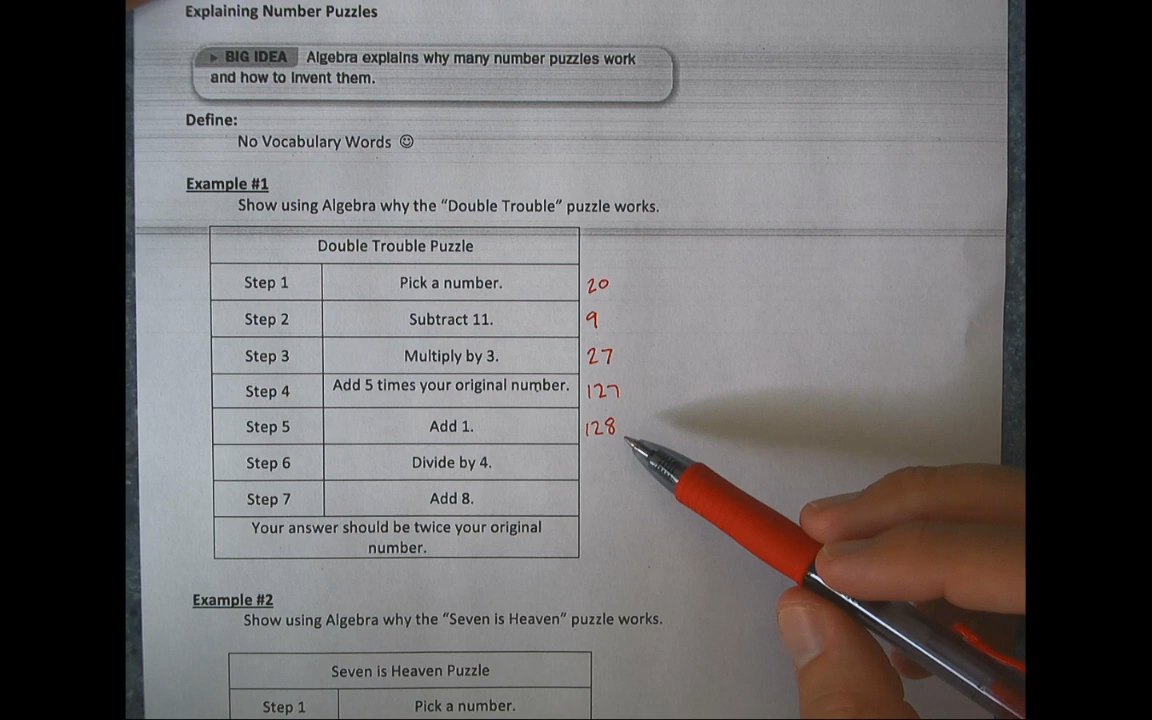 Explaining Number Puzzles
▶ BIG IDEA Algebra explains why many number puzzles work
and how to invent them.
Define:
No Vocabulary Words ☺
Example #1
Show using Algebra why the “Double Trouble” puzzle works.
Double Trouble Puzzle
Step 1 Pick a number. 20
Step 2 Subtract 11. 9
Step 3 Multiply by 3. 27
Step 4 Add 5 times your original number. 127
Step 5 Add 1. 128
Step 6 Divide by 4.
Step 7 Add 8.
Your answer should be twice your original
number.
Example #2
Show using Algebra why the “Seven is Heaven” puzzle works.
Seven is Heaven Puzzle
Step 1 Pick a number.